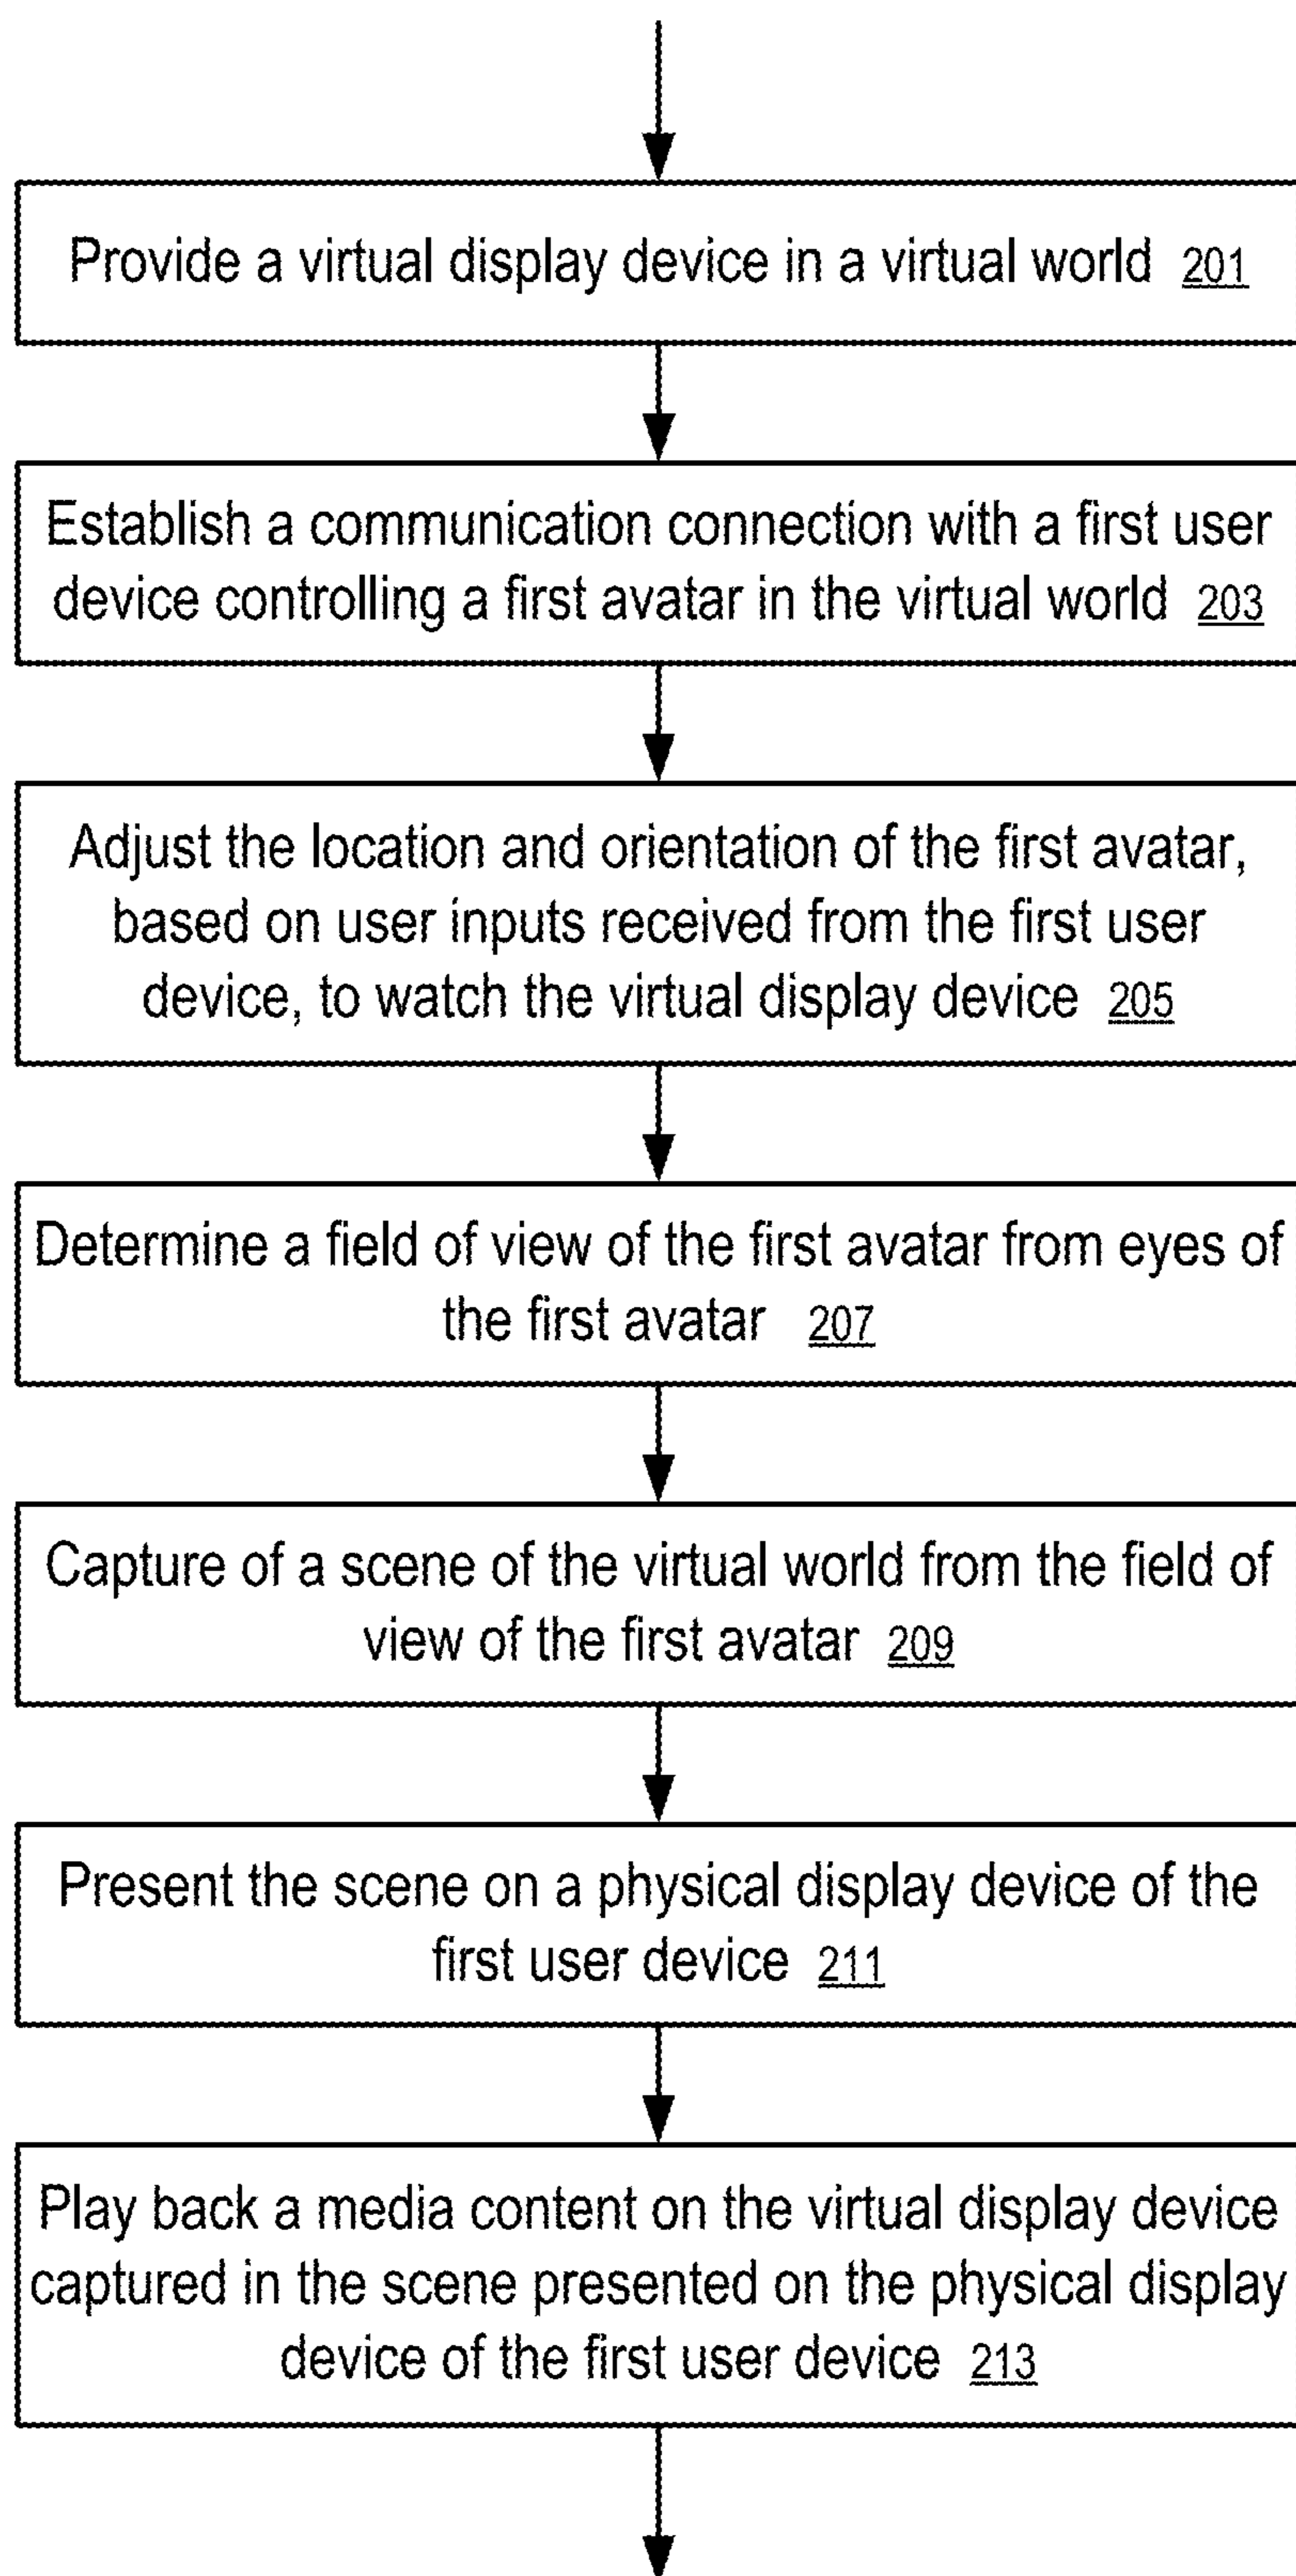 Provide a virtual display device in a virtual world 201
Establish a communication connection with a first user
device controlling a first avatar in the virtual world 203
Adjust the location and orientation of the first avatar,
based on user inputs received from the first user
device, to watch the virtual display device 205
Determine a field of view of the first avatar from eyes of
the first avatar 207
Capture of a scene of the virtual world from the field of
view of the first avatar 209
Present the scene on a physical display device of the
first user device 211
Play back a media content on the virtual display device
captured in the scene presented on the physical display
device of the first user device 213